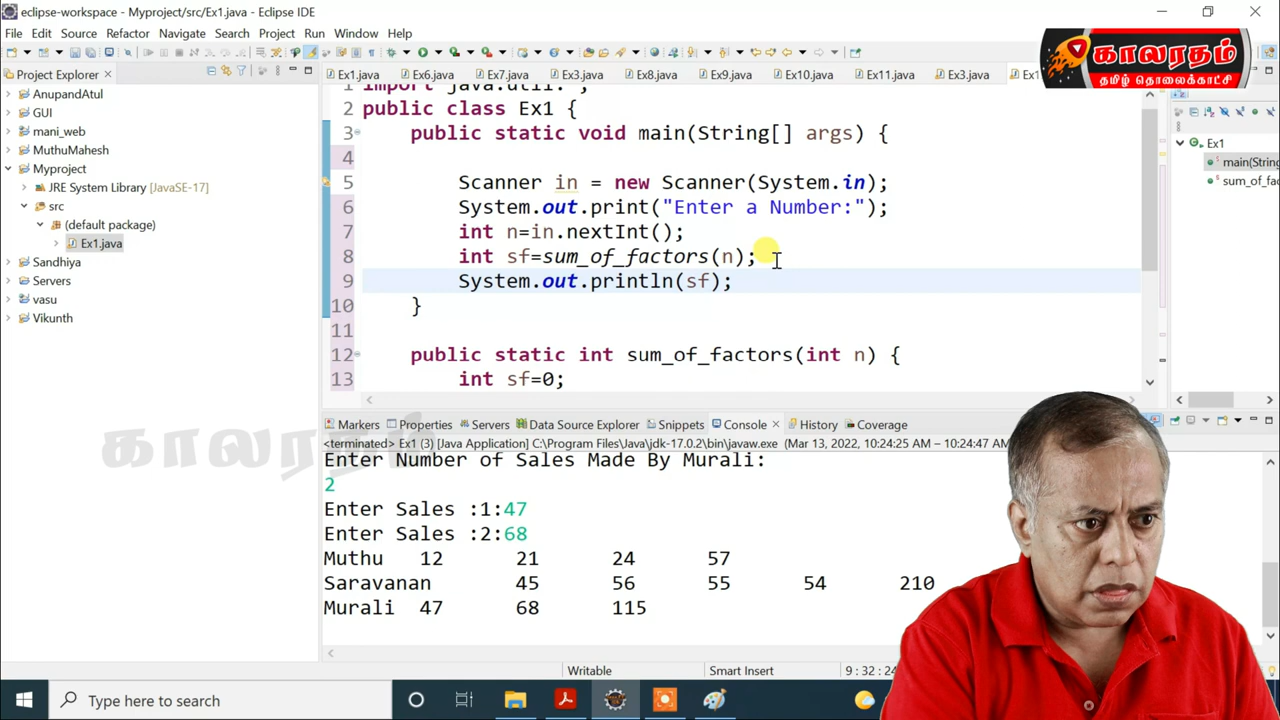 eclipse-workspace - Myproject/src/Ex1.java - Eclipse IDE
File Edit Source Refactor Navigate Search Project Run Window Help
காலரதம்
தமிழ் தொலைக்காட்சி
Project Explorer
Ex1.java Ex6.java Ex7.java Ex3.java Ex8.java Ex9.java Ex10.java Ex11.java Ex3.java
AnupandAtul
GUI
mani_web
MuthuMahesh
Myproject
JRE System Library [JavaSE-17]
src
(default package)
Ex1.java
Sandhiya
Servers
vasu
Vikunth
1 import java.util.*;
2 public class Ex1 {
3 public static void main(String[] args) {
4
5 Scanner in = new Scanner(System.in);
6 System.out.print("Enter a Number:");
7 int n=in.nextInt();
8 int sf=sum_of_factors(n);
9 System.out.println(sf);
10 }
11
12 public static int sum_of_factors(int n) {
13 int sf=0;
Ex1
main(String
sum_of_fa
காலரதம்
Markers Properties Servers Data Source Explorer Snippets Console History Coverage
<terminated> Ex1 (3) [Java Application] C:\Program Files\Java\jdk-17.0.2\bin\javaw.exe (Mar 13, 2022, 10:24:25 AM – 10:24:47 AM)
Enter Number of Sales Made By Murali:
2
Enter Sales :1:47
Enter Sales :2:68
Muthu 12 21 24 57
Saravanan 45 56 55 54 210
Murali 47 68 115
Writable Smart Insert 9 : 32 : 24
Type here to search